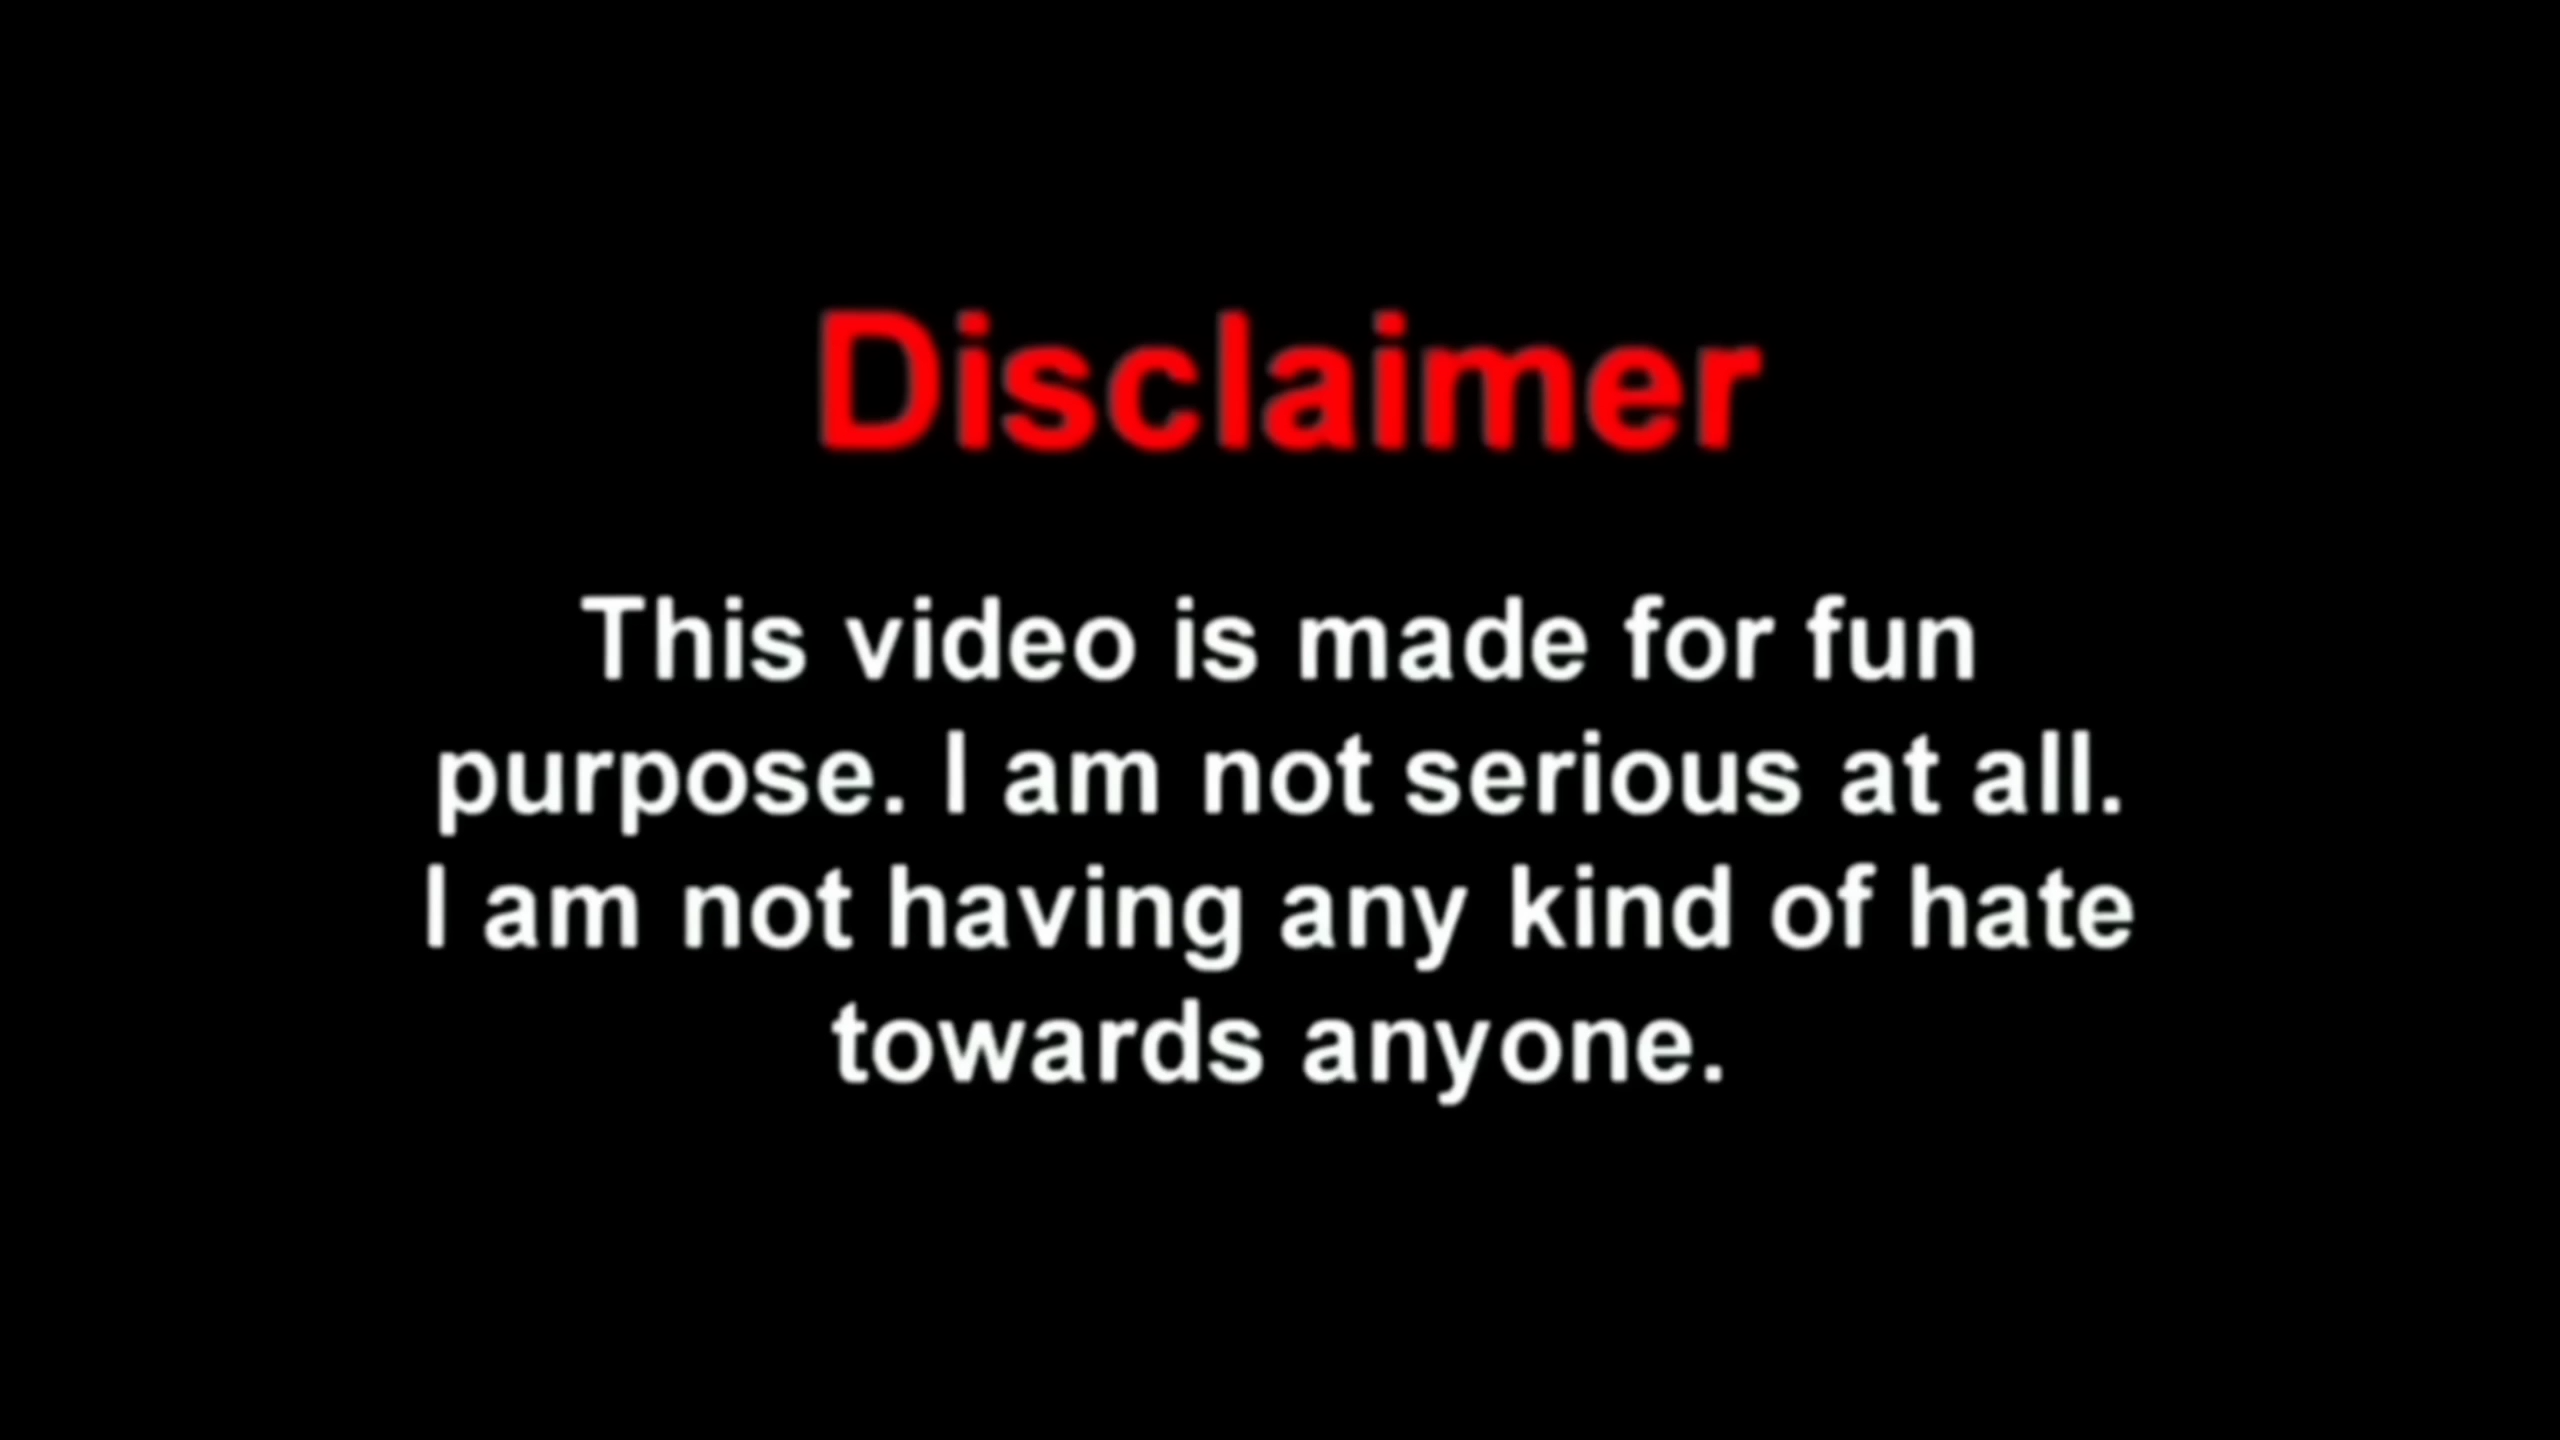 Disclaimer
This video is made for fun
purpose. I am not serious at all.
I am not having any kind of hate
towards anyone.